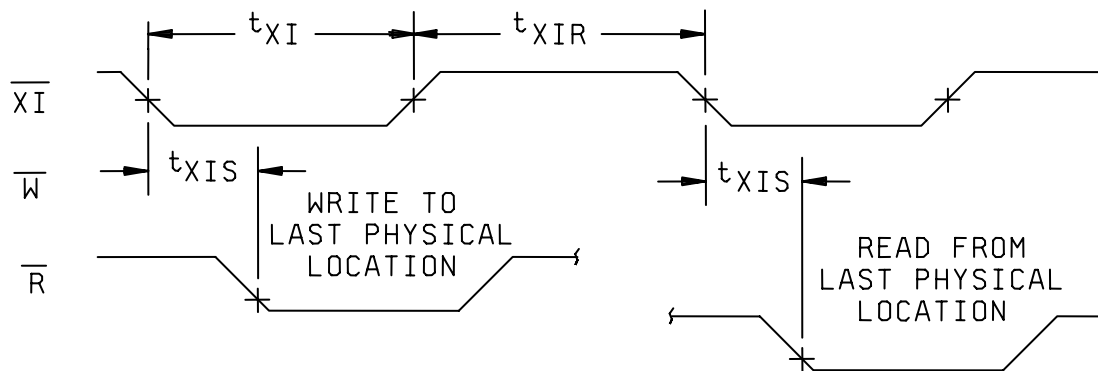 tXI tXIR
XI
W tXIS tXIS
WRITE TO
LAST PHYSICAL
LOCATION
R
READ FROM
LAST PHYSICAL
LOCATION